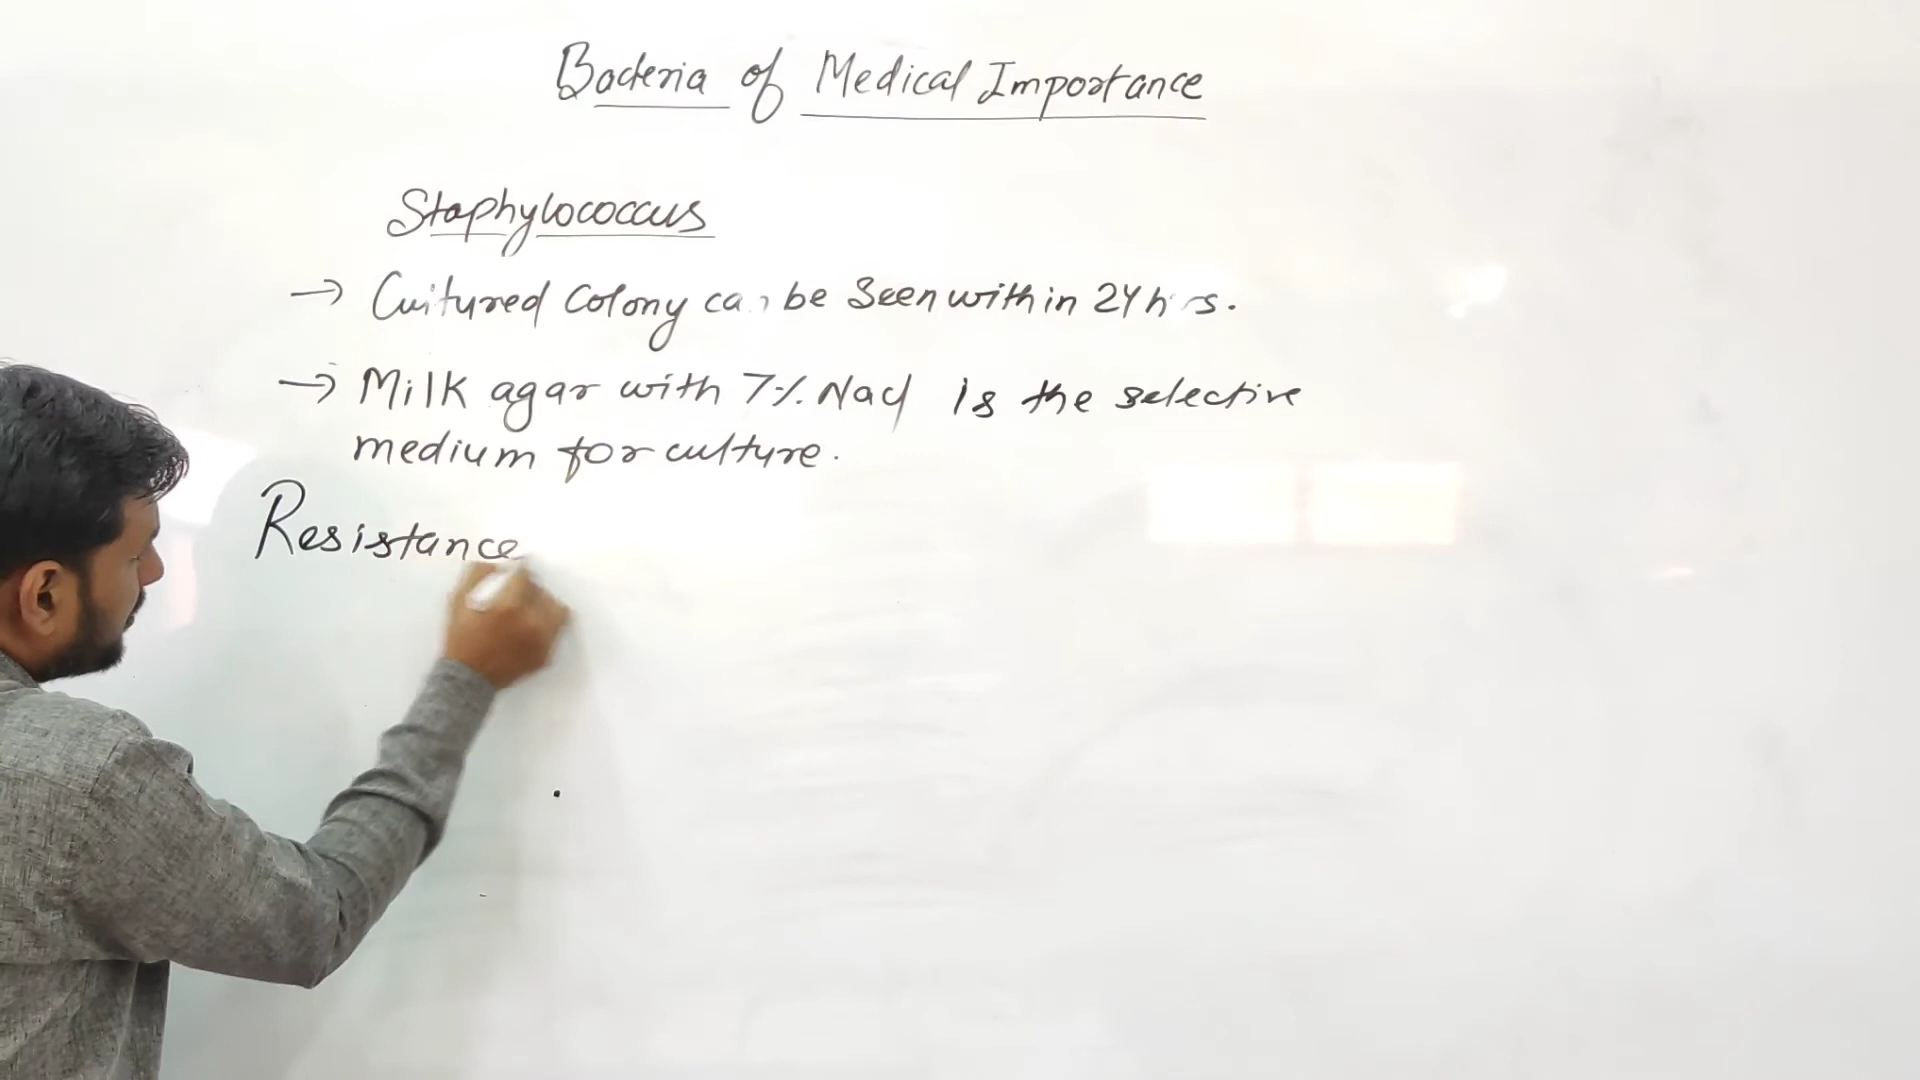 Bacteria of Medical Importance
Staphylococcus
→ Cultured Colony can be Seen within 24 hrs.
→ Milk agar with 7% Nacl is the selective
medium for culture.
Resistance